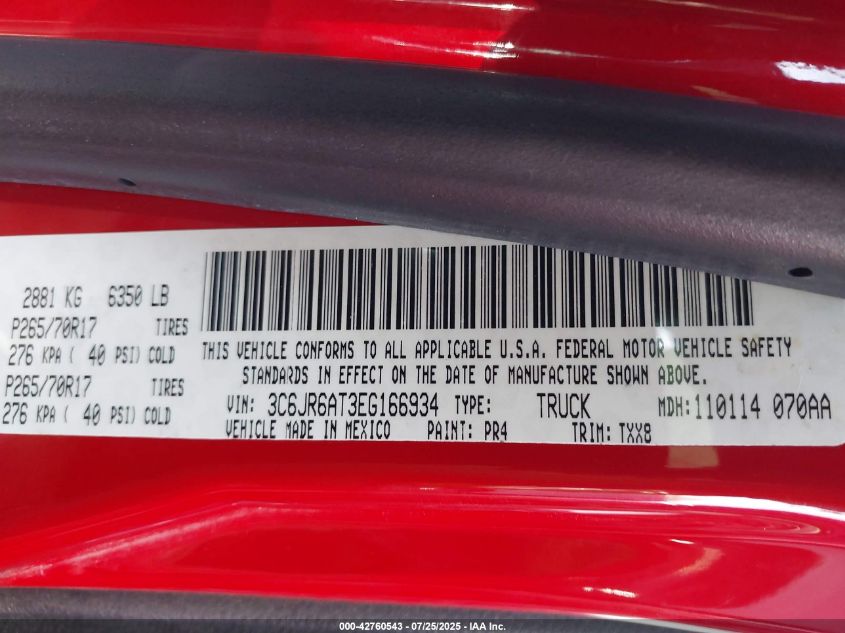 2881 KG 6350 LB
P265/70R17 TIRES
276 KPA ( 40 PSI) COLD
P265/70R17 TIRES
276 KPA ( 40 PSI) COLD
THIS VEHICLE CONFORMS TO ALL APPLICABLE U.S.A. FEDERAL MOTOR VEHICLE SAFETY
STANDARDS IN EFFECT ON THE DATE OF MANUFACTURE SHOWN ABOVE.
VIN: 3C6JR6AT3EG166934 TYPE: TRUCK MDH: 110114 070AA
VEHICLE MADE IN MEXICO PAINT: PR4 TRIM: TXX8
000-42760543 - 07/25/2025 - IAA Inc.